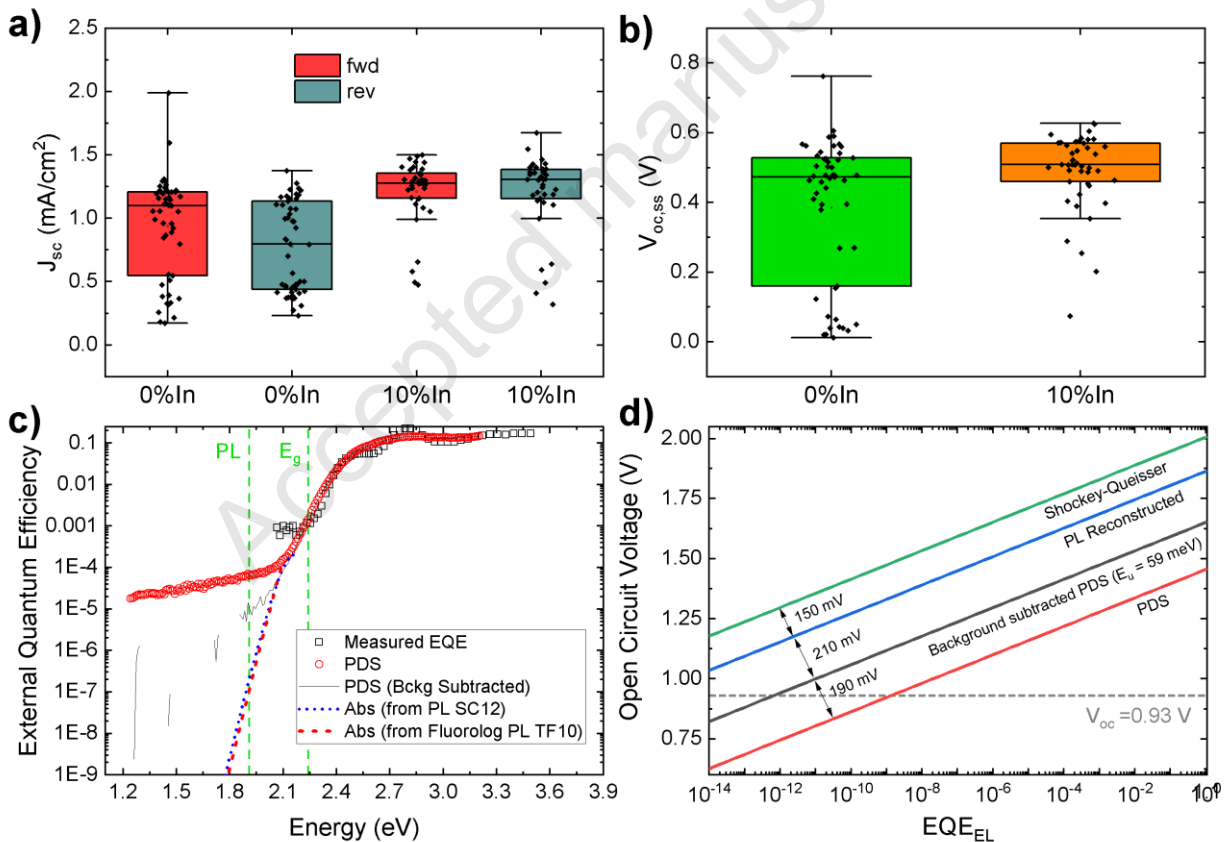 a)
2.5
2.0
1.5
1.0
0.5
0.0
J_sc (mA/cm²)
fwd
rev
0%In
0%In
10%In
10%In
b)
0.8
0.6
0.4
0.2
0.0
V_oc,ss (V)
0%In
10%In
Accepted manus
c)
External Quantum Efficiency
0.1
0.01
0.001
1E-4
1E-5
1E-6
1E-7
1E-8
1E-9
PL
E_g
Measured EQE
PDS
PDS (Bckg Subtracted)
Abs (from PL SC12)
Abs (from Fluorolog PL TF10)
1.2 1.5 1.8 2.1 2.4 2.7 3.0 3.3 3.6 3.9
Energy (eV)
d)
Open Circuit Voltage (V)
2.00
1.75
1.50
1.25
1.00
0.75
Shockey-Queisser
PL Reconstructed
Background subtracted PDS (E_u = 59 meV)
PDS
150 mV
210 mV
190 mV
V_oc =0.93 V
10⁻¹⁴ 10⁻¹² 10⁻¹⁰ 10⁻⁸ 10⁻⁶ 10⁻⁴ 10⁻²
EQE_EL